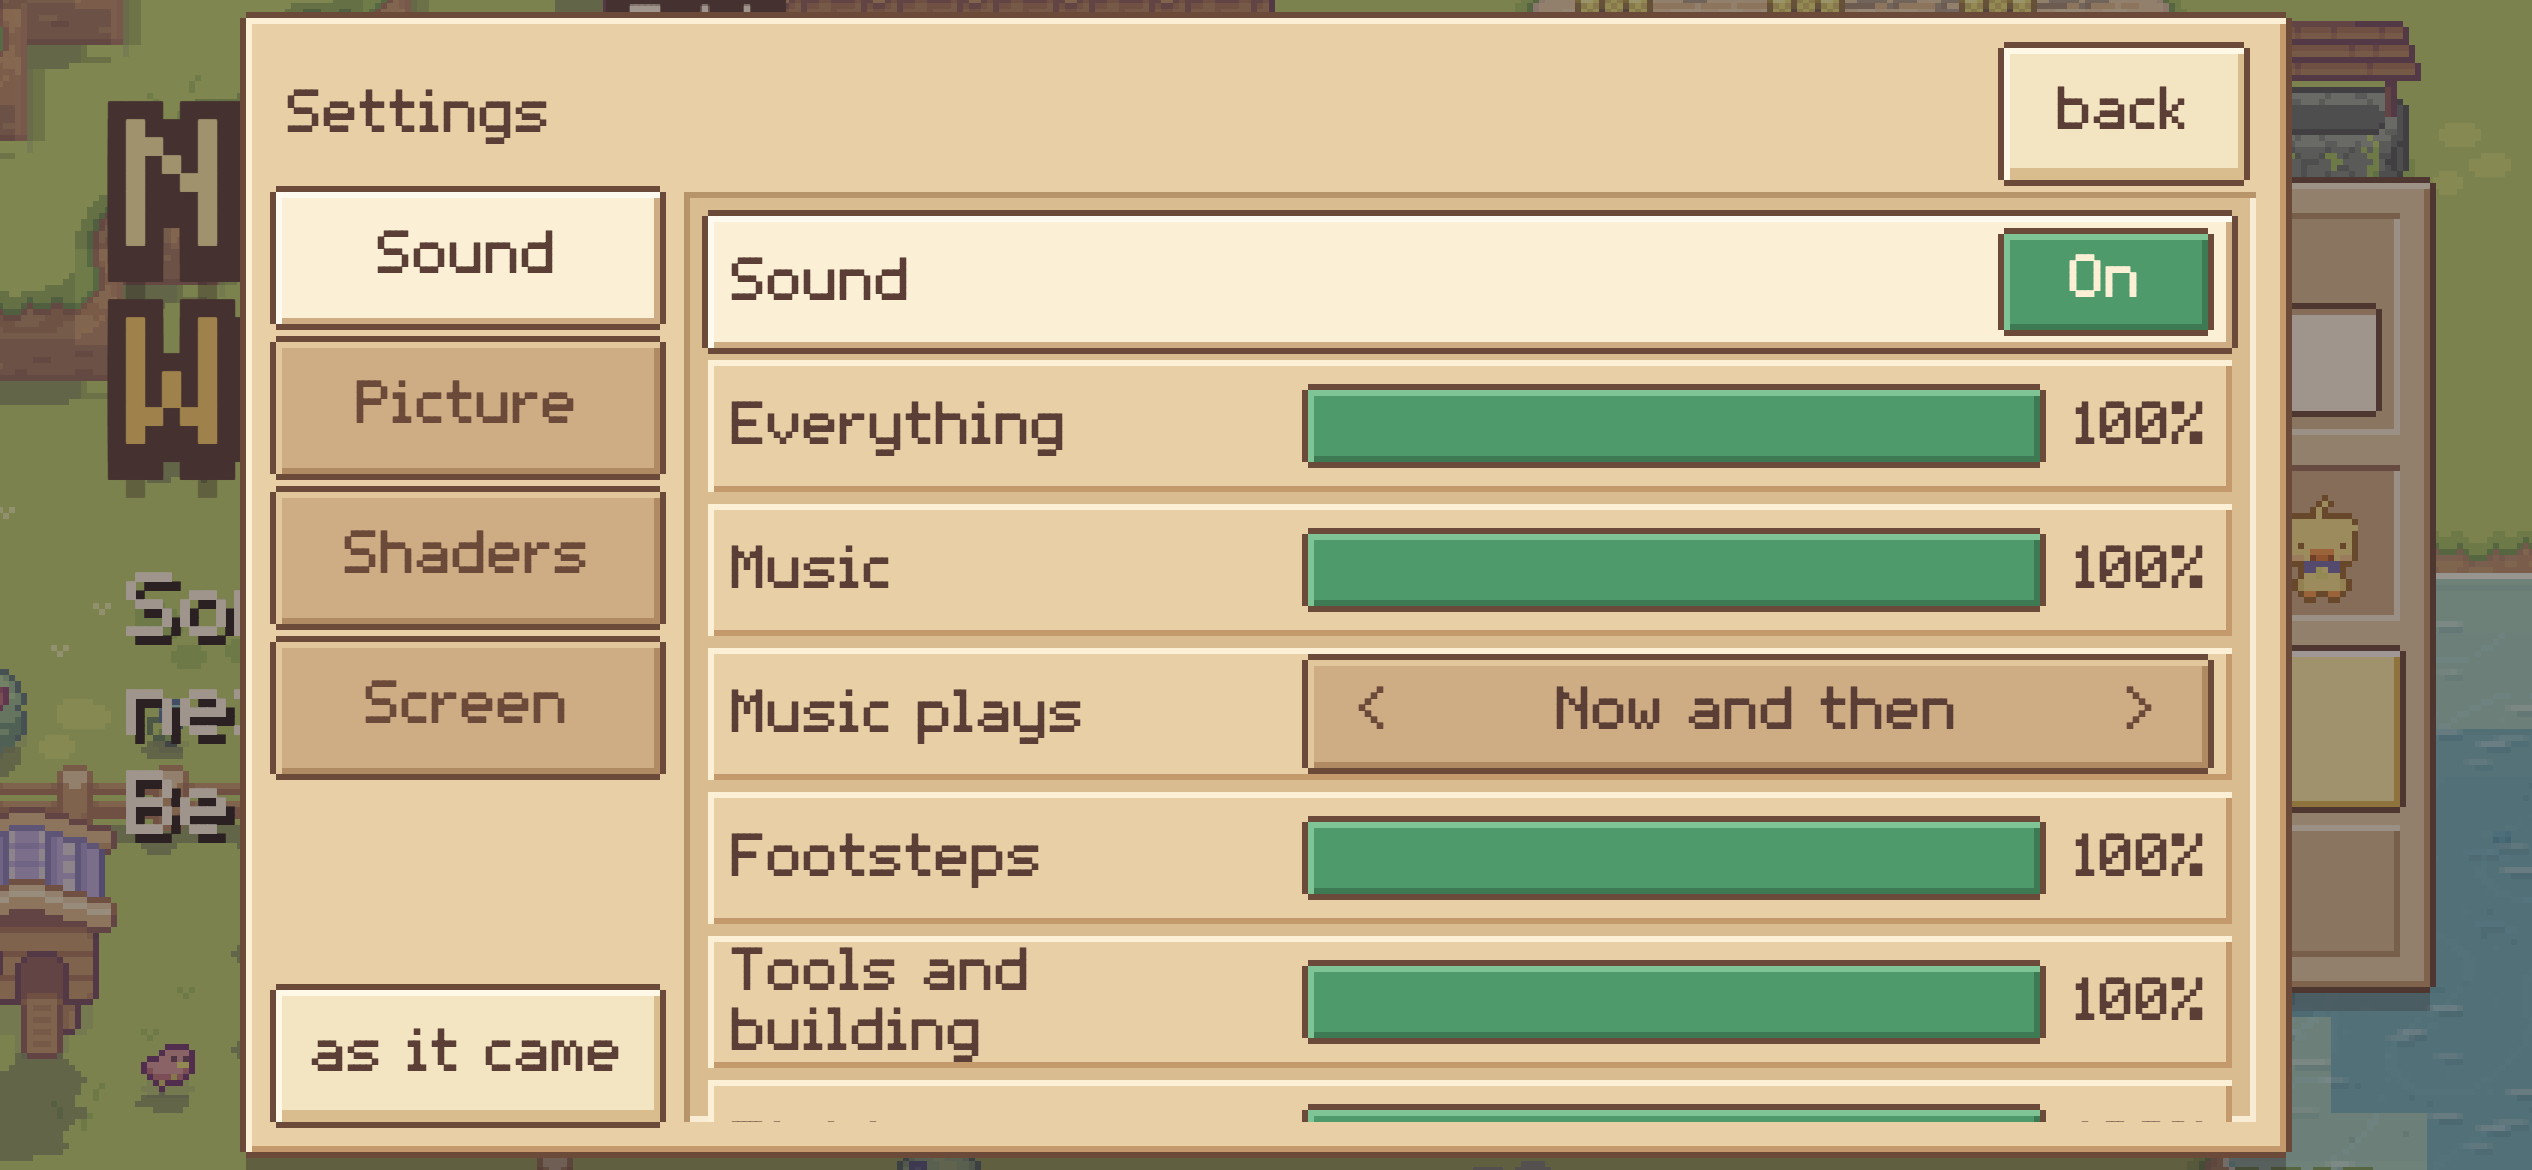 Settings
back
Sound
Picture
Shaders
Screen
as it came
Sound
On
Everything
100%
Music
100%
Music plays
< Now and then >
Footsteps
100%
Tools and
building
100%
N
W
Be